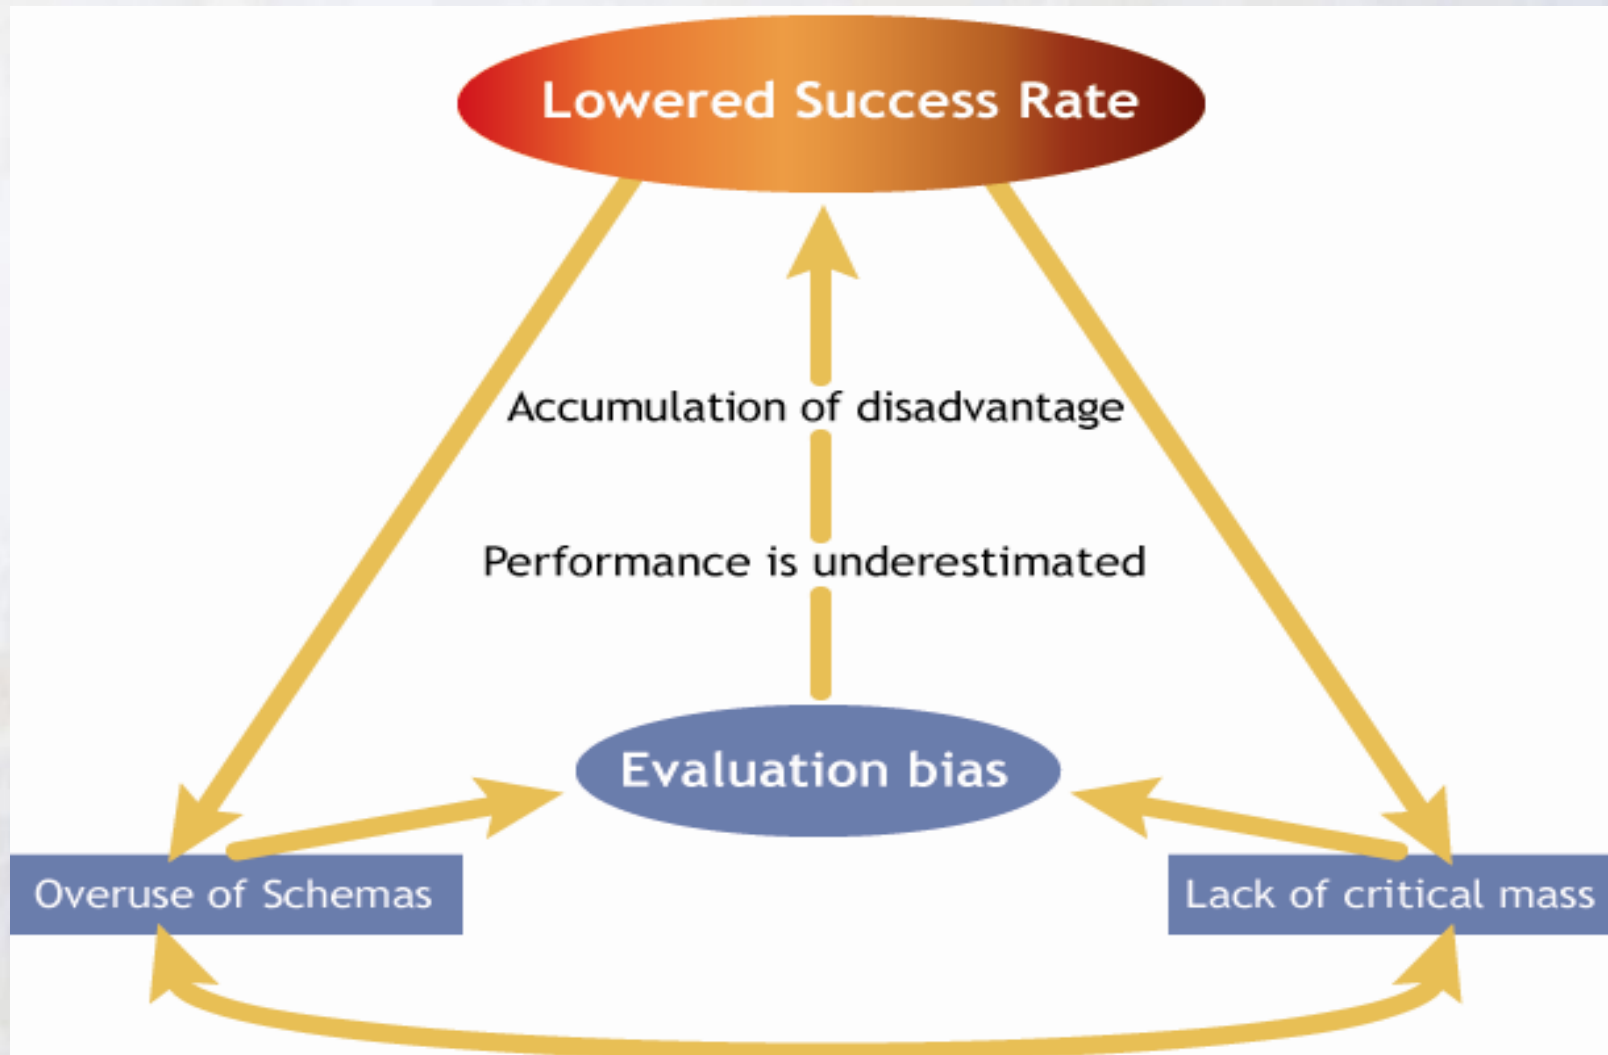 Lowered Success Rate
Accumulation of disadvantage
Performance is underestimated
Evaluation bias
Overuse of Schemas
Lack of critical mass